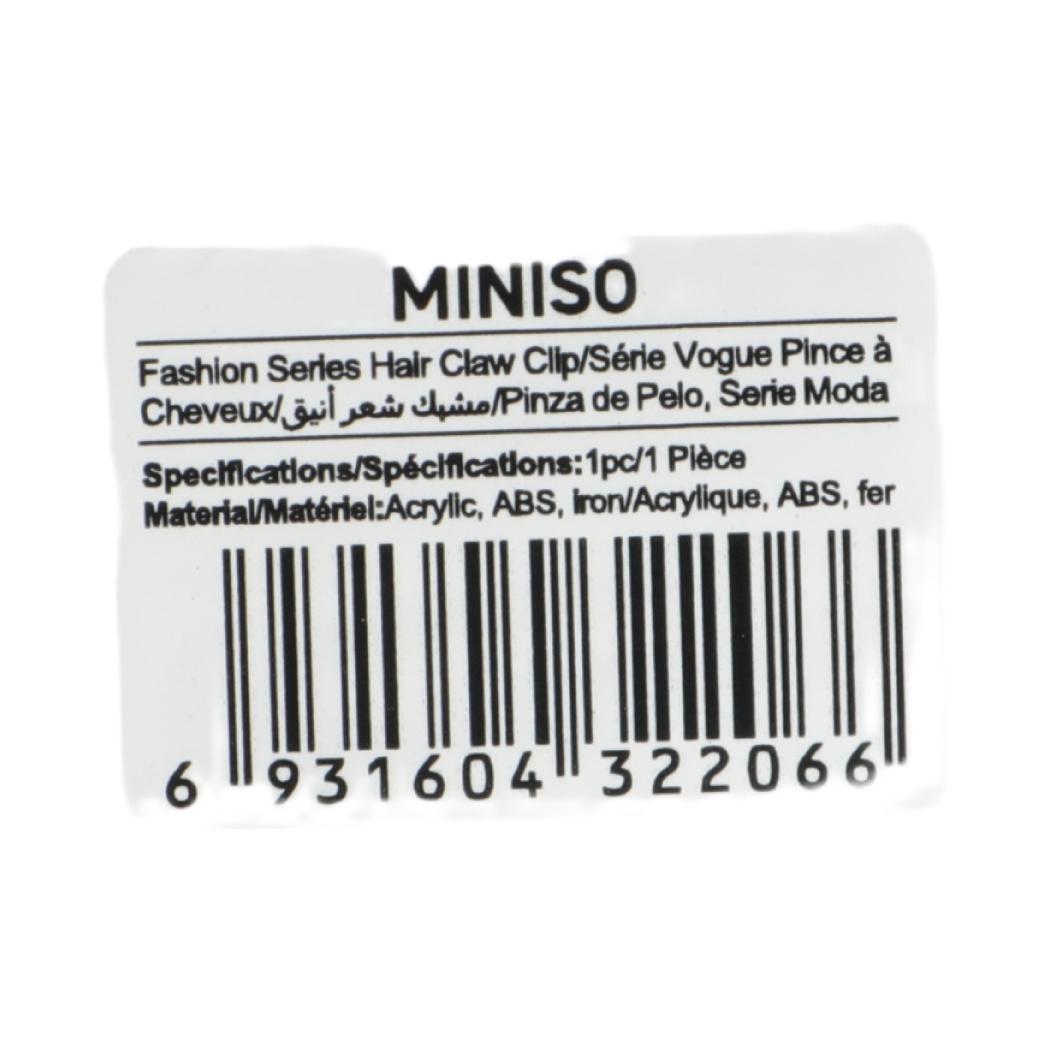 MINISO
Fashion Series Hair Claw Clip/Série Vogue Pince à
Cheveux/مشبك شعر أنيق/Pinza de Pelo, Serie Moda
Specifications/Spécifications:1pc/1 Pièce
Material/Matériel:Acrylic, ABS, iron/Acrylique, ABS, fer
6 931604 322066